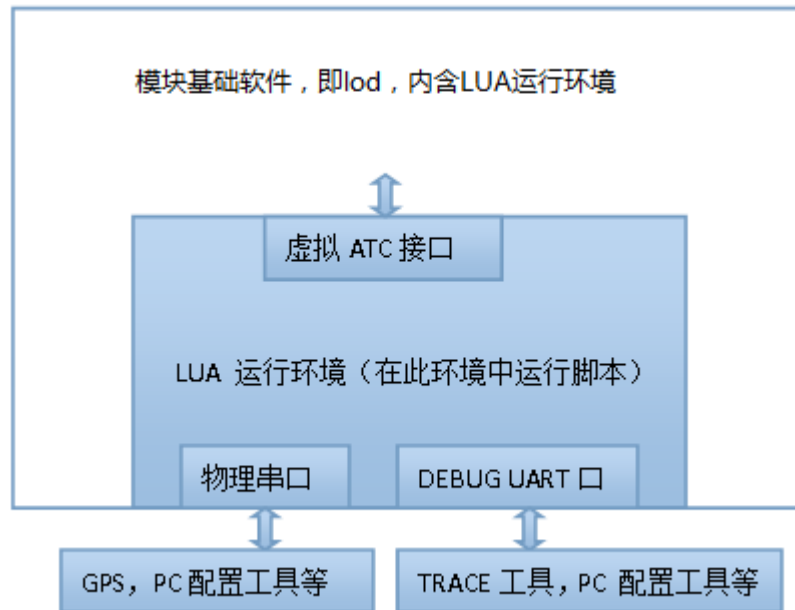 模块基础软件，即lod，内含LUA运行环境
虚拟 ATC 接口
LUA 运行环境（在此环境中运行脚本）
物理串口
DEBUG UART 口
GPS，PC 配置工具等
TRACE 工具，PC 配置工具等